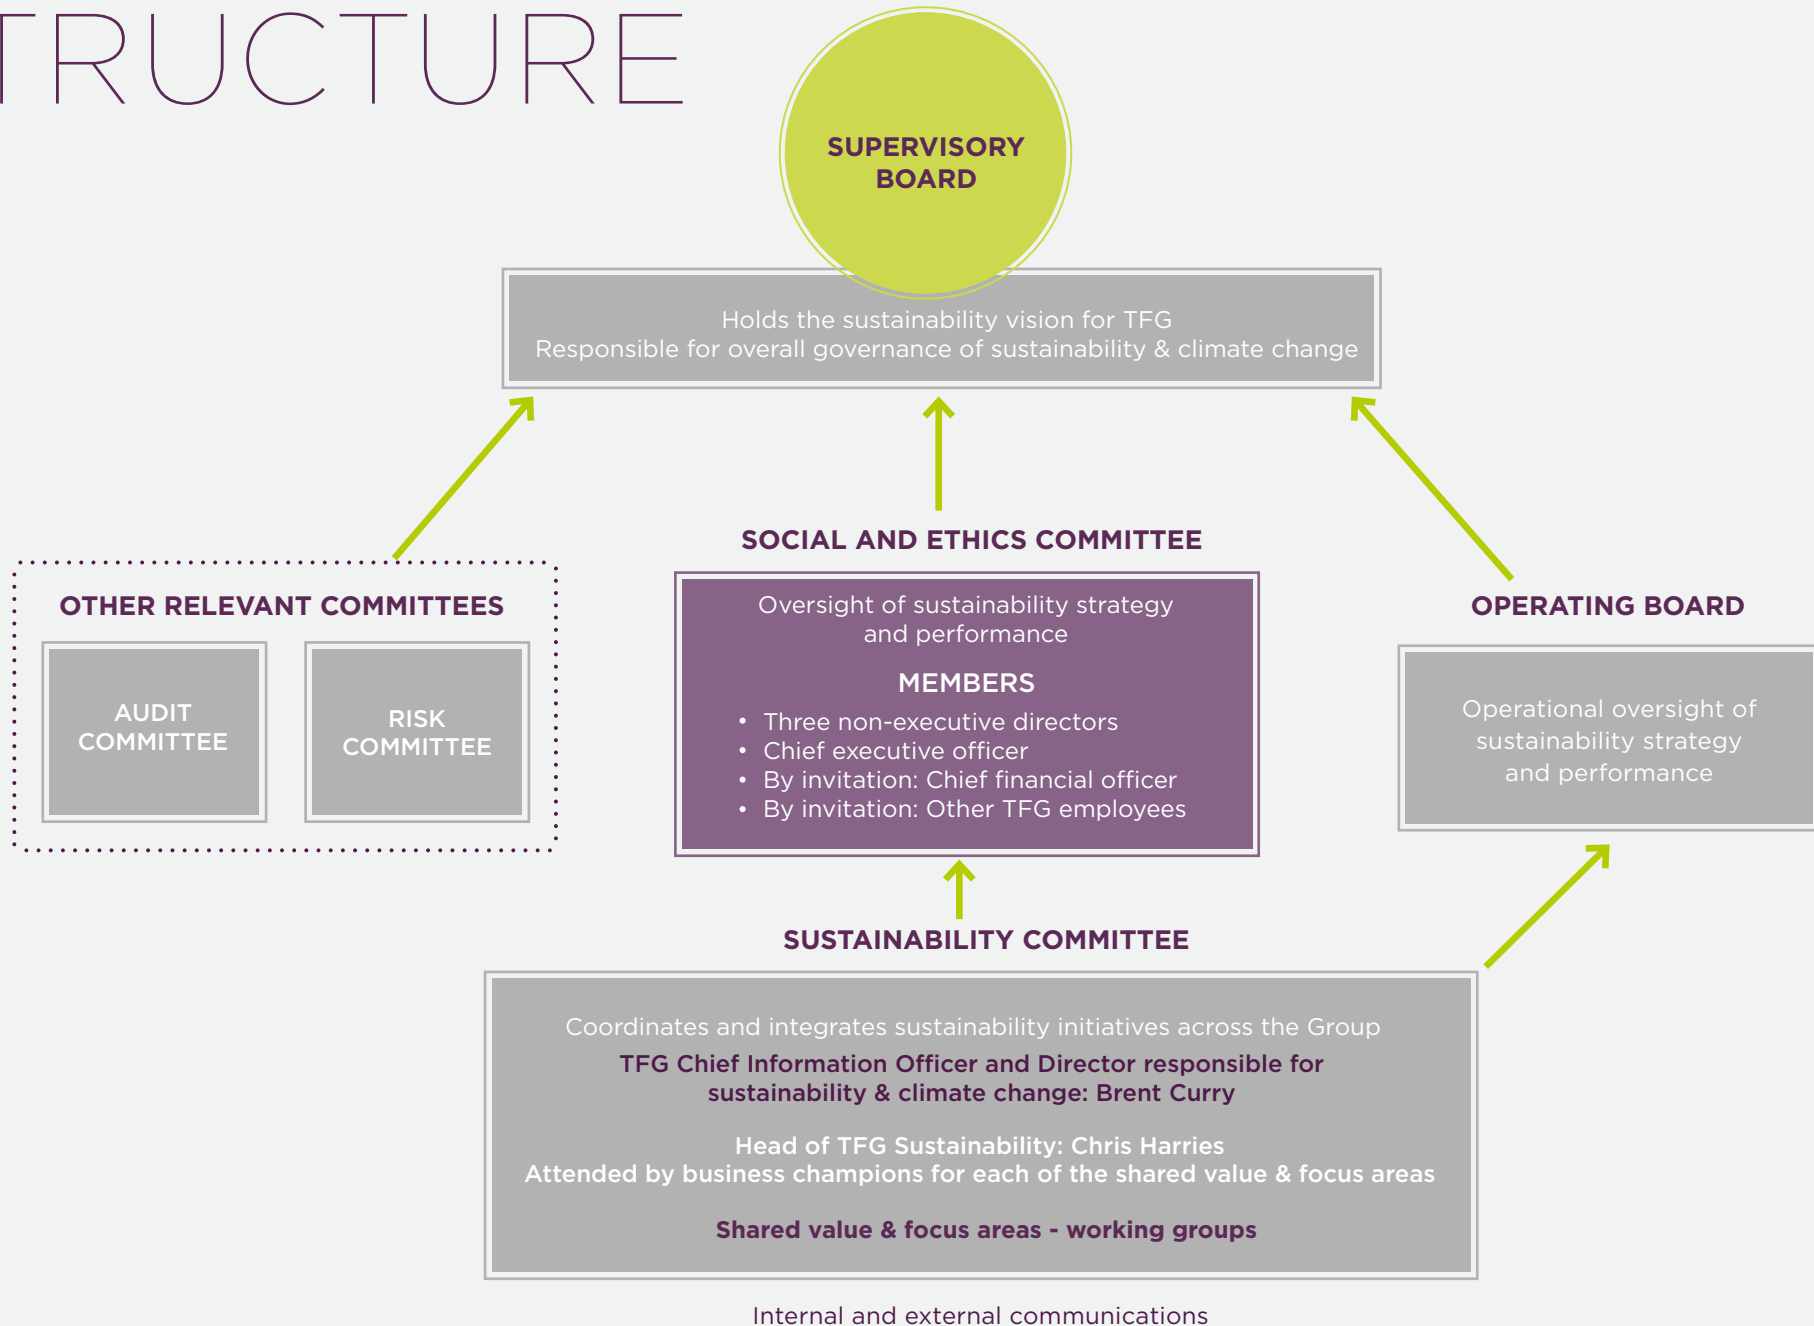 TRUCTURE
SUPERVISORY
BOARD
Holds the sustainability vision for TFG
Responsible for overall governance of sustainability & climate change
OTHER RELEVANT COMMITTEES
AUDIT
COMMITTEE
RISK
COMMITTEE
SOCIAL AND ETHICS COMMITTEE
Oversight of sustainability strategy
and performance
MEMBERS
• Three non-executive directors
• Chief executive officer
• By invitation: Chief financial officer
• By invitation: Other TFG employees
OPERATING BOARD
Operational oversight of
sustainability strategy
and performance
SUSTAINABILITY COMMITTEE
Coordinates and integrates sustainability initiatives across the Group
TFG Chief Information Officer and Director responsible for
sustainability & climate change: Brent Curry
Head of TFG Sustainability: Chris Harries
Attended by business champions for each of the shared value & focus areas
Shared value & focus areas - working groups
Internal and external communications